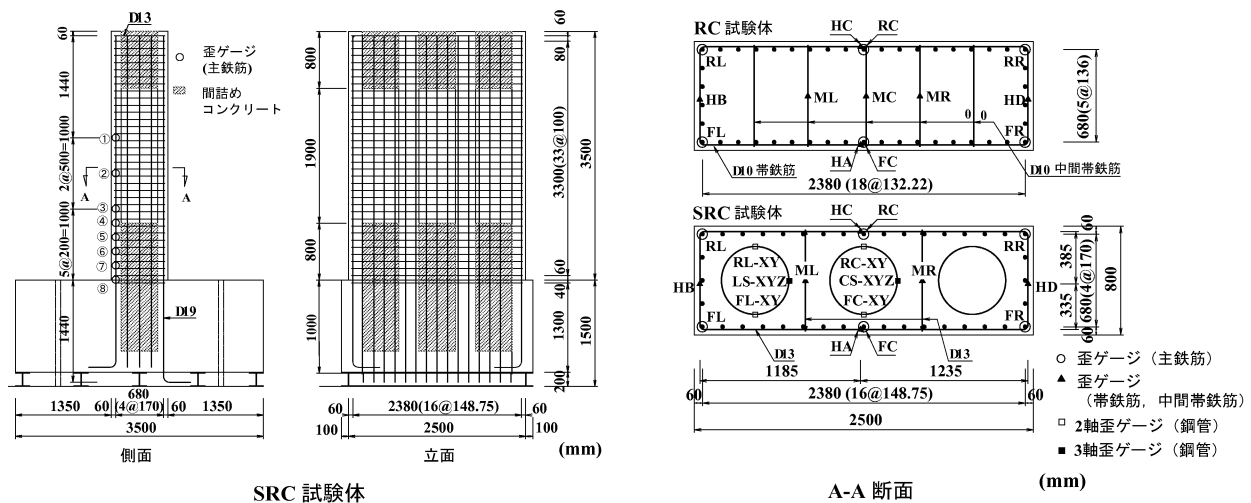 D13
60
1440
2@500=1000
5@200=1000
1440
歪ゲージ
(主鉄筋)
間詰め
コンクリート
①
②
③
④
⑤
⑥
⑦
⑧
A
A
D19
680
1350
60
(4@170)
60
1350
3500
側面
800
1900
800
1000
60
80
3300(33@100)
3500
60
40
1300
1500
200
60
2380(16@148.75)
60
100
2500
100
(mm)
立面
SRC 試験体
RC 試験体
HC
RC
RL
RR
HB
ML
MC
MR
HD
0
0
FL
FR
HA
FC
D10 帯鉄筋
D10 中間帯鉄筋
680(5@136)
2380 (18@132.22)
SRC 試験体
HC
RC
RL
RR
RL-XY
RC-XY
ML
MR
LS-XYZ
CS-XYZ
HB
HD
FL-XY
FC-XY
FL
FR
HA
FC
D13
D13
60
385
335
680(4@170)
60
800
1185
1235
60
2380 (16@148.75)
60
2500
歪ゲージ（主鉄筋）
歪ゲージ
（帯鉄筋，中間帯鉄筋）
2軸歪ゲージ（鋼管）
3軸歪ゲージ（鋼管）
(mm)
A-A 断面